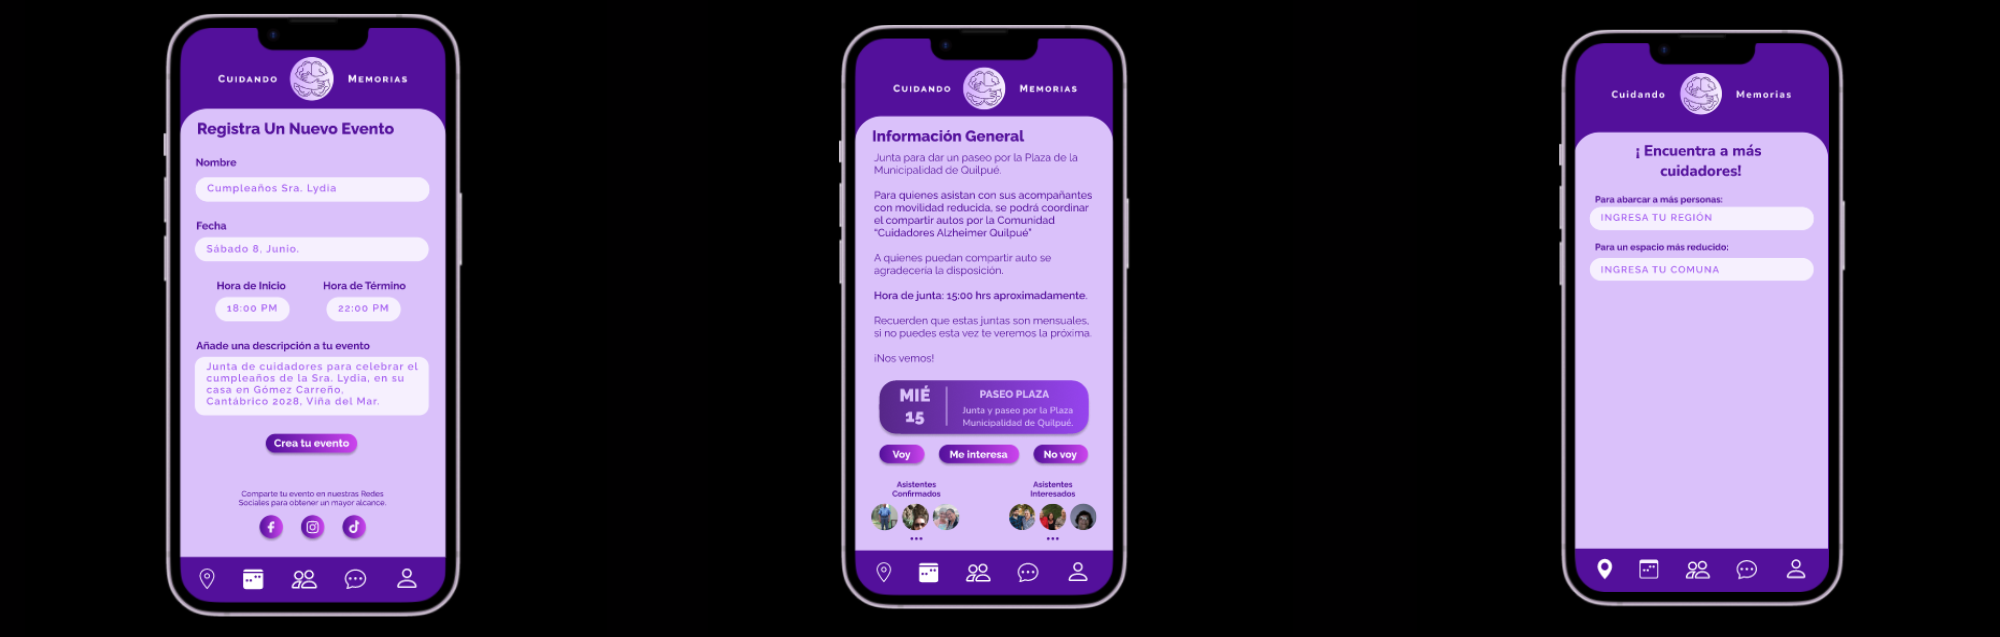 CUIDANDO MEMORIAS
Registra Un Nuevo Evento
Nombre
Cumpleaños Sra. Lydia
Fecha
Sábado 8, Junio.
Hora de Inicio
Hora de Término
18:00 PM
22:00 PM
Añade una descripción a tu evento
Junta de cuidadores para celebrar el
cumpleaños de la Sra. Lydia, en su
casa en Gómez Carreño,
Cantábrico 2028, Viña del Mar.
Crea tu evento
Comparte tu evento en nuestras Redes
Sociales para obtener un mayor alcance.
CUIDANDO MEMORIAS
Información General
Junta para dar un paseo por la Plaza de la
Municipalidad de Quilpué.
Para quienes asistan con sus acompañantes
con movilidad reducida, se podrá coordinar
el compartir autos por la Comunidad
"Cuidadores Alzheimer Quilpué"
A quienes puedan compartir auto se
agradecería la disposición.
Hora de junta: 15:00 hrs aproximadamente.
Recuerden que estas juntas son mensuales,
si no puedes esta vez te veremos la próxima.
¡Nos vemos!
MIÉ
15
PASEO PLAZA
Junta y paseo por la Plaza
Municipalidad de Quilpué.
Voy
Me interesa
No voy
Asistentes
Confirmados
Asistentes
Interesados
Cuidando Memorias
¡ Encuentra a más
cuidadores!
Para abarcar a más personas:
INGRESA TU REGIÓN
Para un espacio más reducido:
INGRESA TU COMUNA